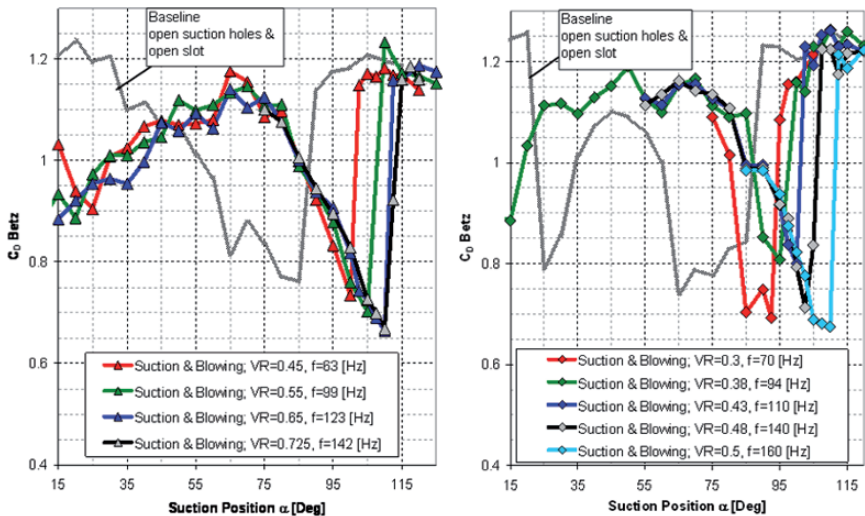 Baseline
open suction holes &
open slot
1.2
1
0.8
0.6
0.4
C_D Betz
Suction & Blowing; VR=0.45, f=63 [Hz]
Suction & Blowing; VR=0.55, f=99 [Hz]
Suction & Blowing; VR=0.65, f=123 [Hz]
Suction & Blowing; VR=0.725, f=142 [Hz]
15 35 55 75 95 115
Suction Position α [Deg]
Baseline
open suction holes &
open slot
1.2
1
0.8
0.6
0.4
C_D Betz
Suction & Blowing; VR=0.3, f=70 [Hz]
Suction & Blowing; VR=0.38, f=94 [Hz]
Suction & Blowing; VR=0.43, f=110 [Hz]
Suction & Blowing; VR=0.48, f=140 [Hz]
Suction & Blowing; VR=0.5, f=160 [Hz]
15 35 55 75 95 115
Suction Position α [Deg]